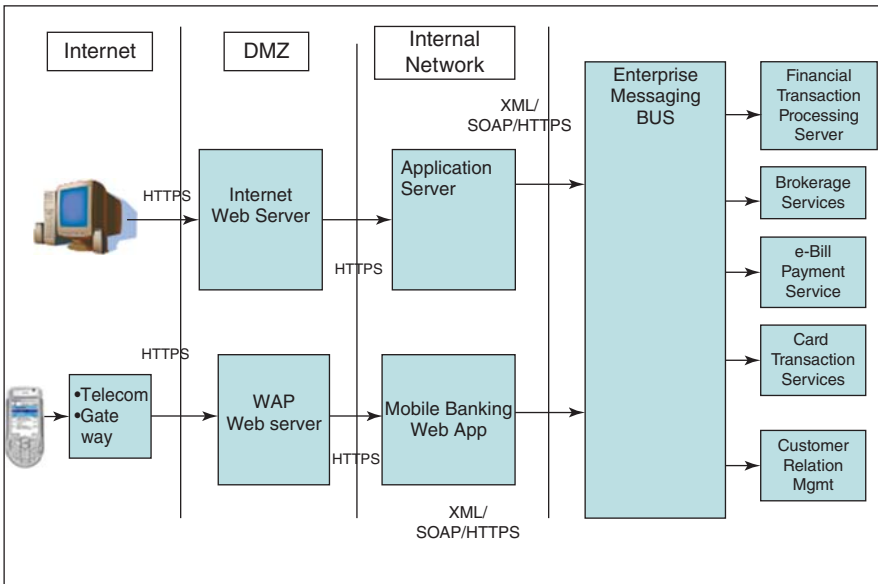 Internet
DMZ
Internal
Network
XML/
SOAP/HTTPS
Enterprise
Messaging
BUS
Financial
Transaction
Processing
Server
HTTPS
Internet
Web Server
HTTPS
Application
Server
Brokerage
Services
e-Bill
Payment
Service
HTTPS
•Telecom
•Gate
way
WAP
Web server
HTTPS
Mobile Banking
Web App
XML/
SOAP/HTTPS
Card
Transaction
Services
Customer
Relation
Mgmt